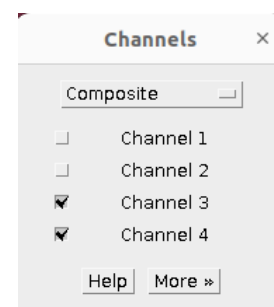 Channels ×
Composite
Channel 1
Channel 2
Channel 3
Channel 4
Help More »